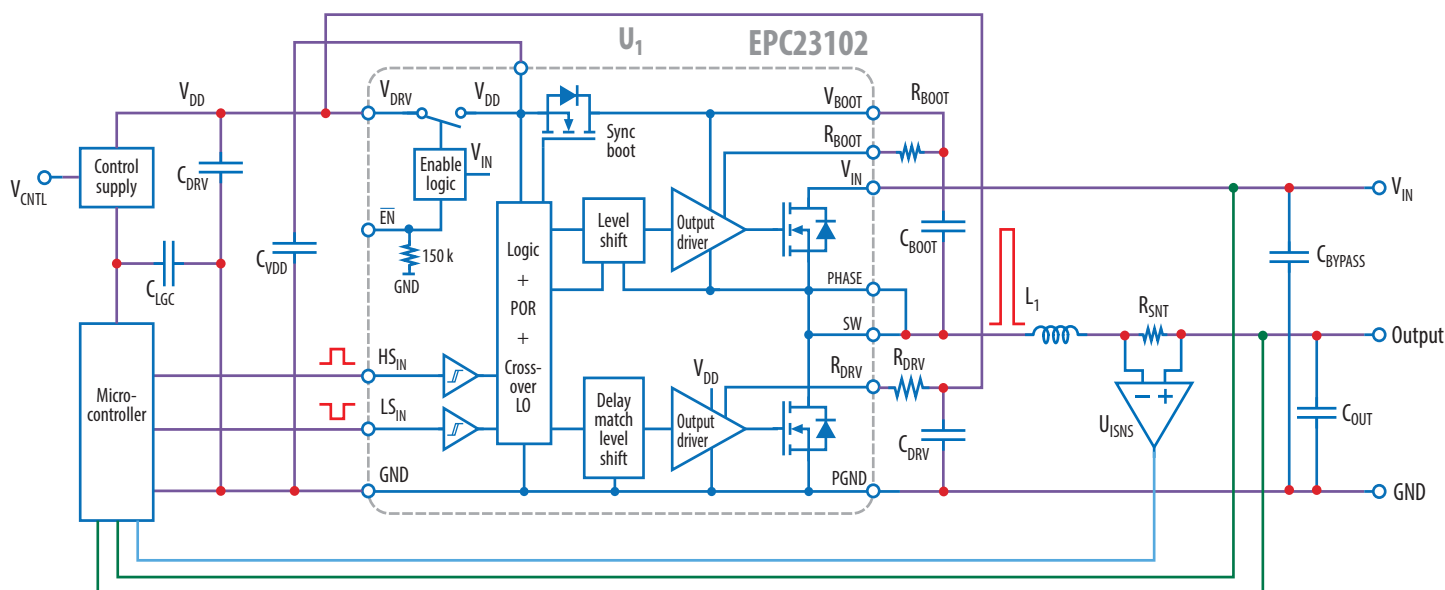 U1 EPC23102
VDD
VDRV
VDD
VBOOT
RBOOT
Sync
boot
RBOOT
Control
supply
CDRV
Enable
logic
VIN
VIN
VIN
VCNTL
EN
150 k
GND
Logic
+
POR
+
Cross-
over
LO
Level
shift
Output
driver
CBOOT
CVDD
CLGC
CBYPASS
PHASE
L1
RSNT
SW
Output
HSIN
Micro-
controller
LSIN
VDD
RDRV
RDRV
Delay
match
level
shift
Output
driver
− +
UISNS
CDRV
COUT
GND
PGND
GND